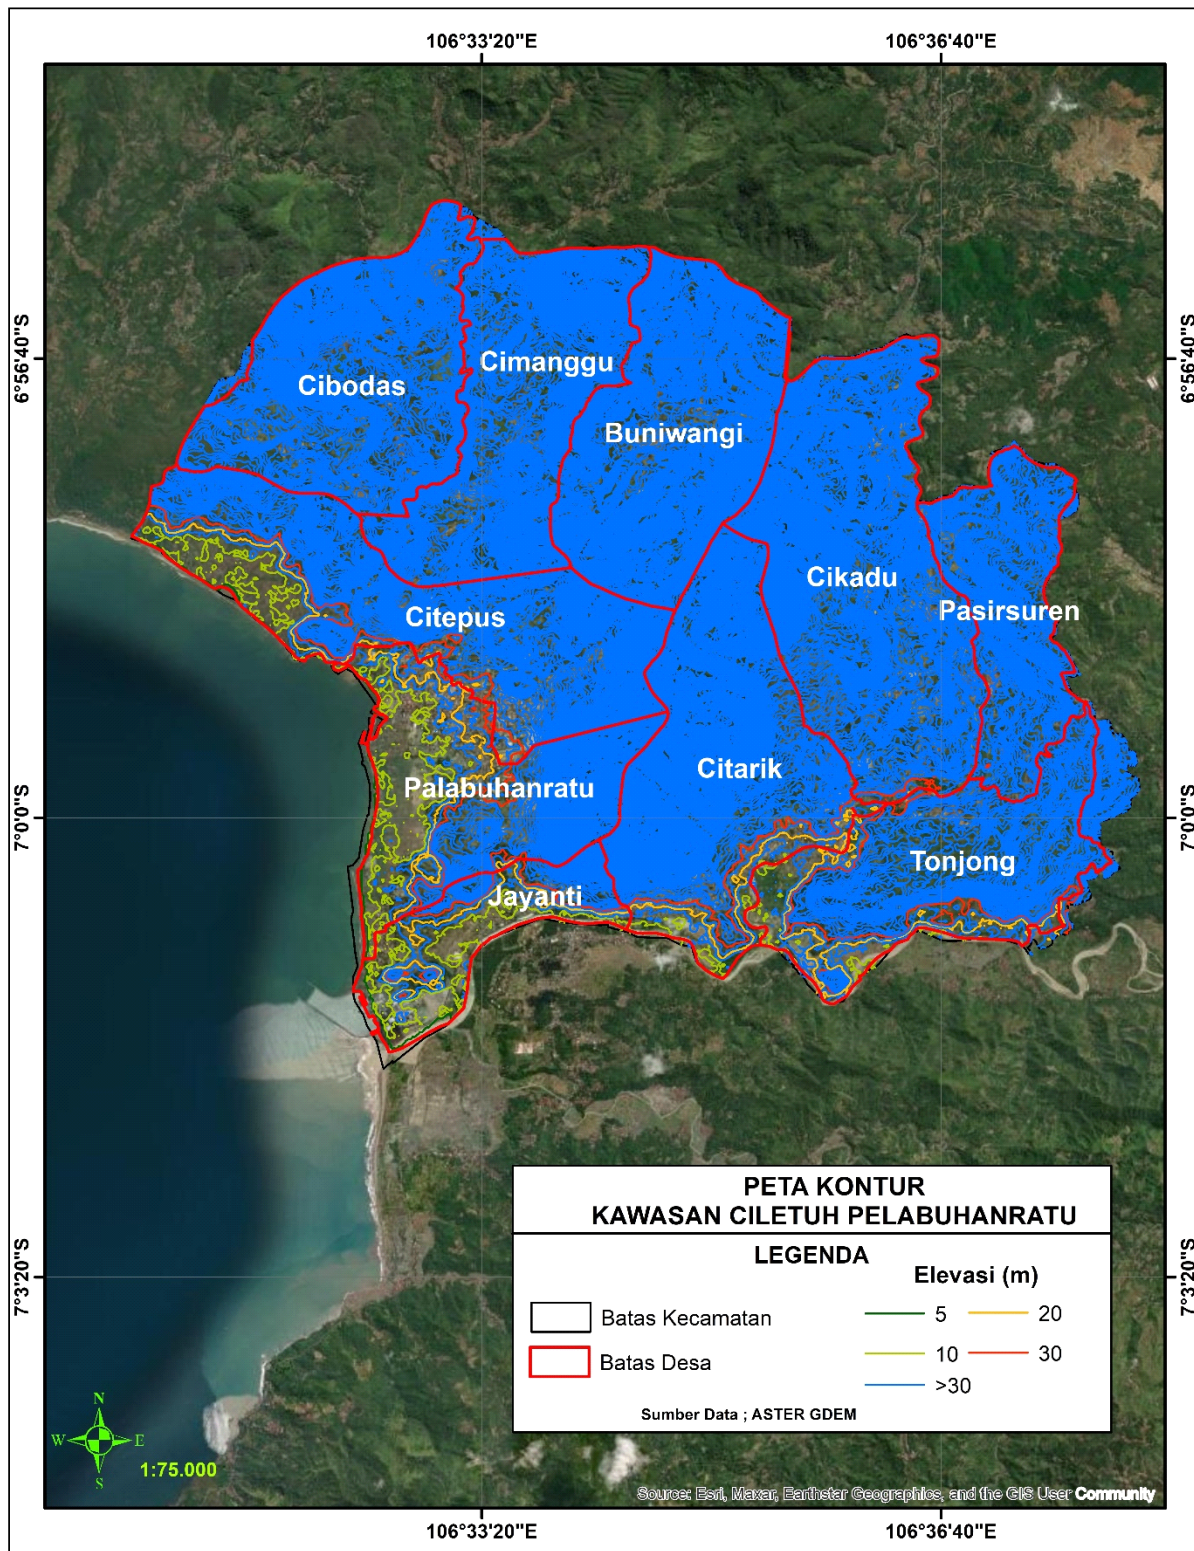 106°33'20"E
106°36'40"E
6°56'40"S
6°56'40"S
Cimanggu
Cibodas
Buniwangi
Cikadu
Pasirsuren
Citepus
Citarik
Palabuhanratu
7°0'0"S
7°0'0"S
Tonjong
Jayanti
PETA KONTUR
KAWASAN CILETUH PELABUHANRATU
LEGENDA
Elevasi (m)
7°3'20"S
7°3'20"S
Batas Kecamatan
5
20
Batas Desa
10
30
>30
Sumber Data ; ASTER GDEM
N
W
E
S
1:75.000
Source: Esri, Maxar, Earthstar Geographics, and the GIS User Community
106°33'20"E
106°36'40"E